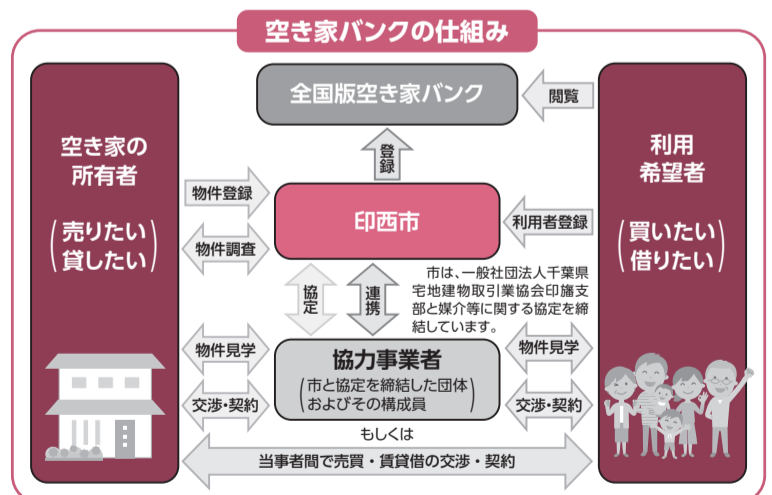 空き家バンクの仕組み
空き家の
所有者
(売りたい
貸したい)
全国版空き家バンク
閲覧
利用
希望者
(買いたい
借りたい)
登録
物件登録
印西市
利用者登録
物件調査
協定
連携
市は、一般社団法人千葉県
宅地建物取引業協会印旛支
部と媒介等に関する協定を締
結しています。
物件見学
協力事業者
(市と協定を締結した団体
およびその構成員)
物件見学
交渉・契約
交渉・契約
もしくは
当事者間で売買・賃貸借の交渉・契約